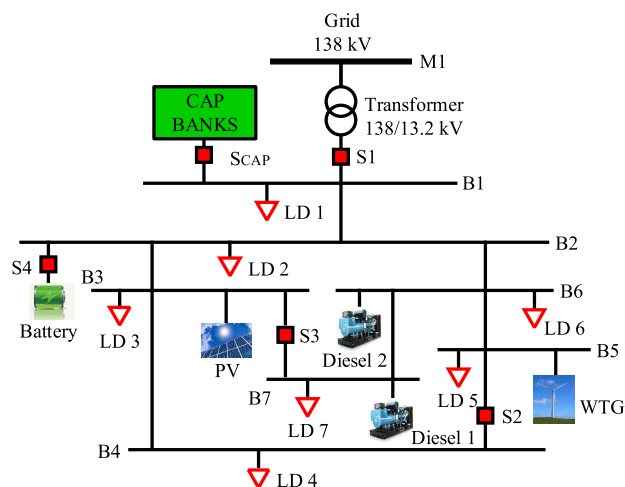 Grid
138 kV
M1
CAP
BANKS
Transformer
138/13.2 kV
SCAP
S1
B1
LD 1
B2
S4
B3
LD 2
B6
Battery
LD 3
PV
S3
Diesel 2
LD 6
B5
B7
LD 7
LD 5
WTG
S2
Diesel 1
B4
LD 4